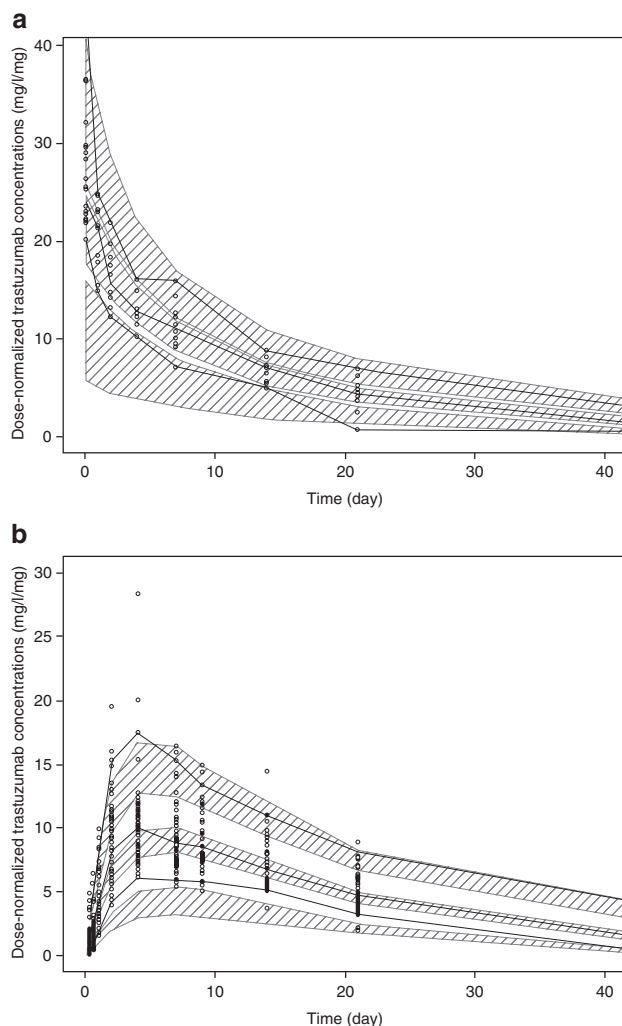 a
Dose-normalized trastuzumab concentrations (mg/l/mg)
40
30
20
10
0
0 10 20 30 40
Time (day)
b
Dose-normalized trastuzumab concentrations (mg/l/mg)
30
25
20
15
10
5
0
0 10 20 30 40
Time (day)